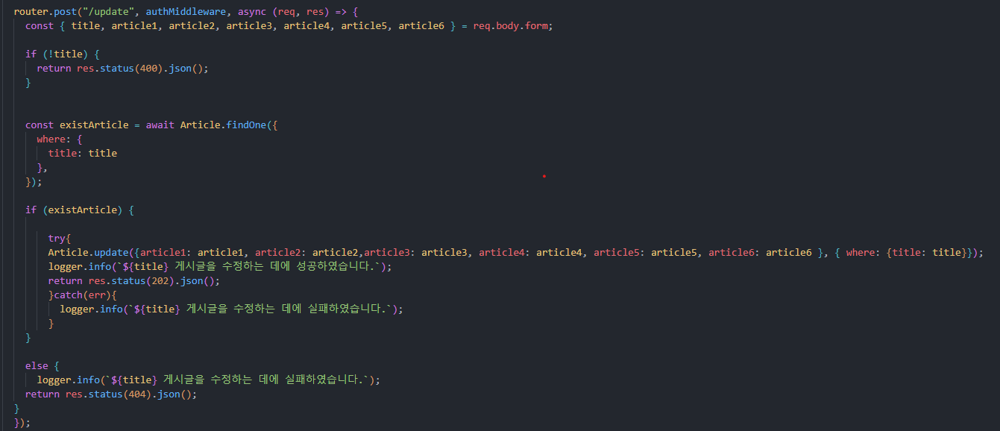 router.post("/update", authMiddleware, async (req, res) => {
const { title, article1, article2, article3, article4, article5, article6 } = req.body.form;
if (!title) {
return res.status(400).json();
}
const existArticle = await Article.findOne({
where: {
title: title
},
});
if (existArticle) {
try{
Article.update({article1: article1, article2: article2,article3: article3, article4: article4, article5: article5, article6: article6 }, { where: {title: title}});
logger.info(`${title} 게시글을 수정하는 데에 성공하였습니다.`);
return res.status(202).json();
}catch(err){
logger.info(`${title} 게시글을 수정하는 데에 실패하였습니다.`);
}
}
else {
logger.info(`${title} 게시글을 수정하는 데에 실패하였습니다.`);
return res.status(404).json();
}
});